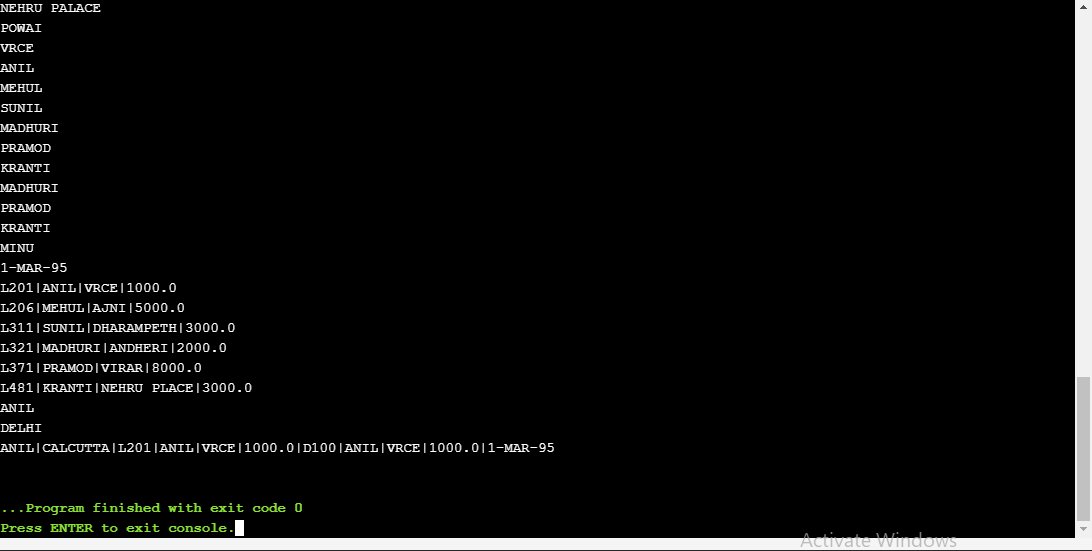 NEHRU PALACE
POWAI
VRCE
ANIL
MEHUL
SUNIL
MADHURI
PRAMOD
KRANTI
MADHURI
PRAMOD
KRANTI
MINU
1-MAR-95
L201|ANIL|VRCE|1000.0
L206|MEHUL|AJNI|5000.0
L311|SUNIL|DHARAMPETH|3000.0
L321|MADHURI|ANDHERI|2000.0
L371|PRAMOD|VIRAR|8000.0
L481|KRANTI|NEHRU PLACE|3000.0
ANIL
DELHI
ANIL|CALCUTTA|L201|ANIL|VRCE|1000.0|D100|ANIL|VRCE|1000.0|1-MAR-95
...Program finished with exit code 0
Press ENTER to exit console.
Activate Windows